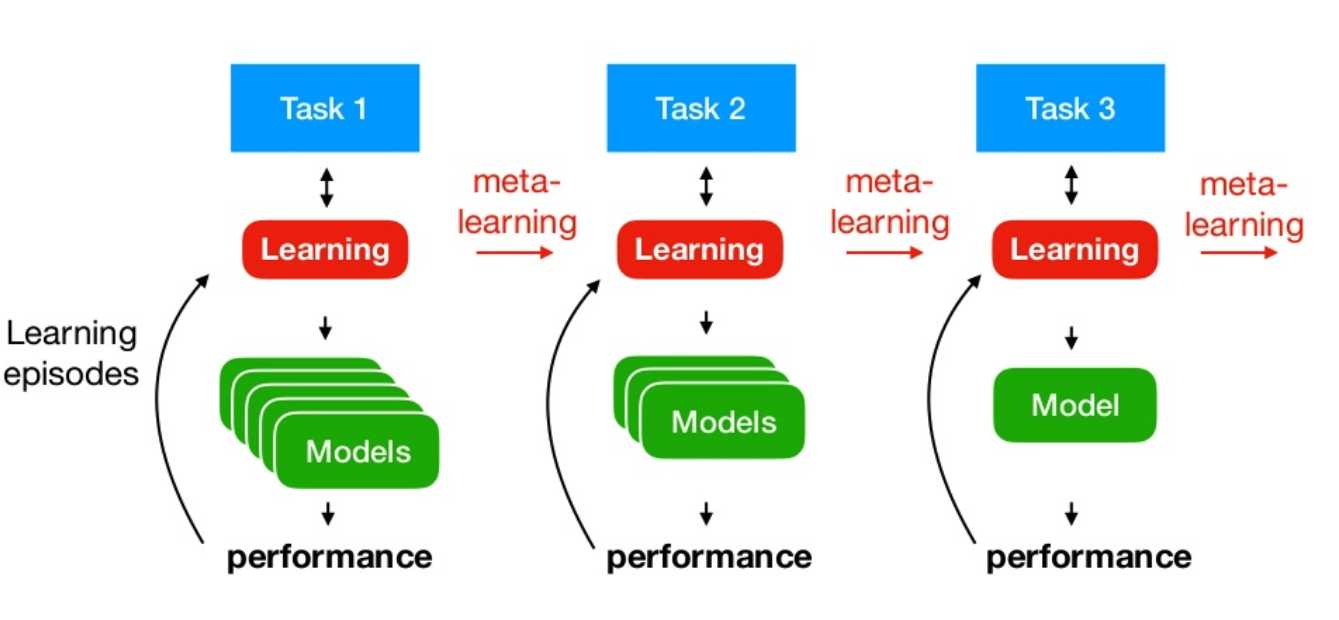 Task 1
Task 2
Task 3
meta-
learning
meta-
learning
meta-
learning
Learning
Learning
Learning
Learning
episodes
Models
Models
Model
performance
performance
performance